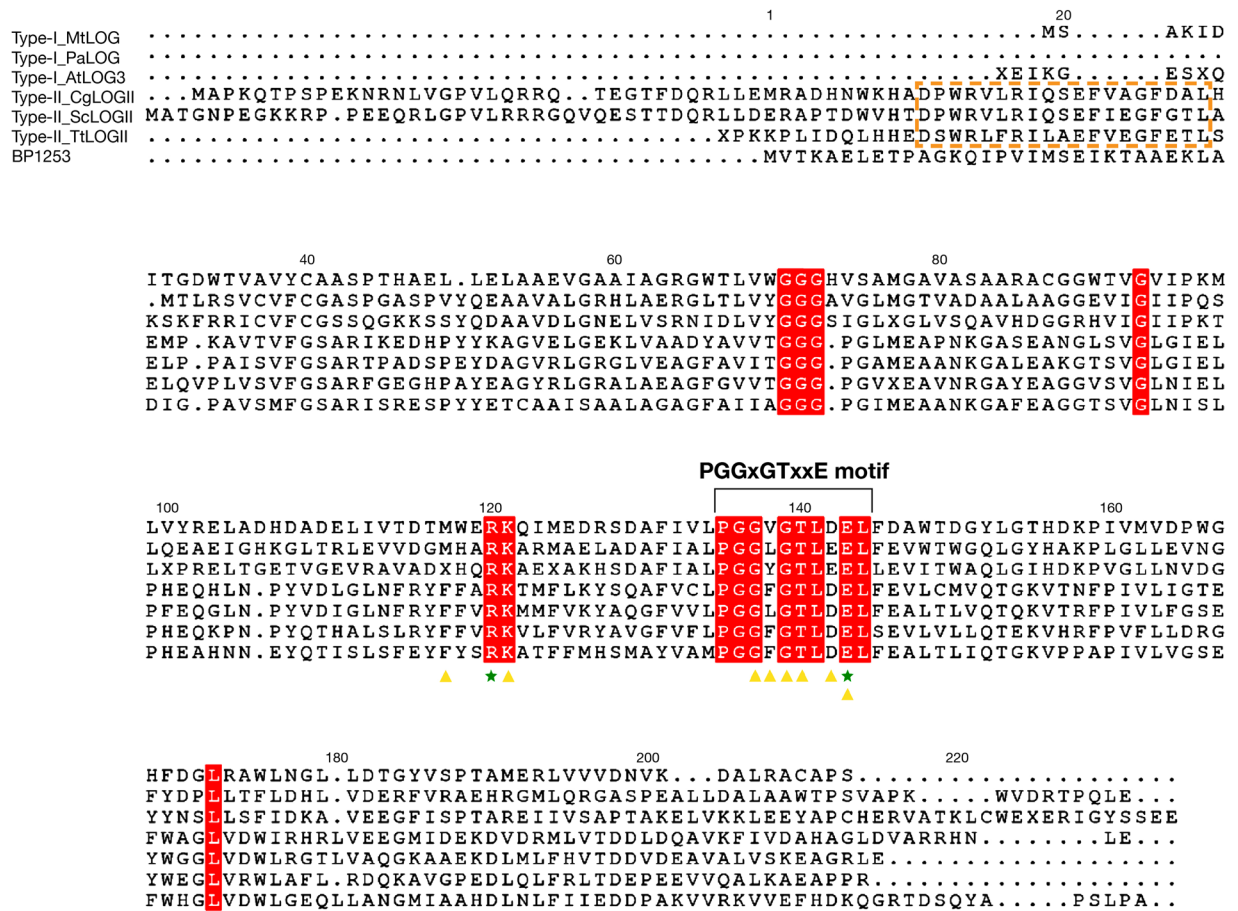 1 20
Type-I_MtLOG ..........................................................MS......AKID
Type-I_PaLOG ......................................................................
Type-I_AtLOG3 .......................................................XEIKG......ESXQ
Type-II_CgLOGII ...MAPKQTPSPEKNRNLVGPVLQRRQ..TEGTFDQRLLEMRADHNWKHADPWRVLRIQSEFVAGFDALH
Type-II_ScLOGII MATGNPEGKKRP.PEEQRLGPVLRRRGQVQESTTDQRLLDERAPTDWVHTDPWRVLRIQSEFIEGFGTLA
Type-II_TtLOGII .....................................XPKKPLIDQLHHEDSWRLFRILAEFVEGFETLS
BP1253 ........................................MVTKAELETPAGKQIPVIMSEIKTAAEKLA
40 60 80
ITGDWTVAVYCAASPTHAEL.LELAAEVGAAIAGRGWTLVWGGGHVSAMGAVASAARACGGWTVGVIPKM
.MTLRSVCVFCGASPGASPVYQEAAVALGRHLAERGLTLVYGGGAVGLMGTVADAALAAGGEVIGIIPQS
KSKFRRICVFCGSSQGKKSSYQDAAVDLGNELVSRNIDLVYGGGSIGLXGLVSQAVHDGGRHVIGIIPKT
EMP.KAVTVFGSARIKEDHPYYKAGVELGEKLVAADYAVVTGGG.PGLMEAPNKGASEANGLSVGLGIEL
ELP.PAISVFGSARTPADSPEYDAGVRLGRGLVEAGFAVITGGG.PGAMEAANKGALEAKGTSVGLGIEL
ELQVPLVSVFGSARFGEGHPAYEAGYRLGRALAEAGFGVVTGGG.PGVXEAVNRGAYEAGGVSVGLNIEL
DIG.PAVSMFGSARISRESPYYETCAAISAALAGAGFAIIAGGG.PGIMEAANKGAFEAGGTSVGLNISL
PGGxGTxxE motif
100 120 140 160
LVYRELADHDADELIVTDTMWERKQIMEDRSDAFIVLPGGVGTLDELFDAWTDGYLGTHDKPIVMVDPWG
LQEAEIGHKGLTRLEVVDGMHARKARMAELADAFIALPGGLGTLEELFEVWTWGQLGYHAKPLGLLEVNG
LXPRELTGETVGEVRAVADXHQRKAEXAKHSDAFIALPGGYGTLEELLEVITWAQLGIHDKPVGLLNVDG
PHEQHLN.PYVDLGLNFRYFFARKTMFLKYSQAFVCLPGGFGTLDELFEVLCMVQTGKVTNFPIVLIGTE
PFEQGLN.PYVDIGLNFRYFFVRKMMFVKYAQGFVVLPGGLGTLDELFEALTLVQTQKVTRFPIVLFGSE
PHEQKPN.PYQTHALSLRYFFVRKVLFVRYAVGFVFLPGGFGTLDELSEVLVLLQTEKVHRFPVFLLDRG
PHEAHNN.EYQTISLSFEYFYSRKATFFMHSMAYVAMPGGFGTLDELFEALTLIQTGKVPPAPIVLVGSE
180 200 220
HFDGLRAWLNGL.LDTGYVSPTAMERLVVVDNVK...DALRACAPS.....................
FYDPLLTFLDHL.VDERFVRAEHRGMLQRGASPEALLDALAAWTPSVAPK.....WVDRTPQLE...
YYNSLLSFIDKA.VEEGFISPTAREIIVSAPTAKELVKKLEEYAPCHERVATKLCWEXERIGYSSEE
FWAGLVDWIRHRLVEEGMIDEKDVDRMLVTDDLDQAVKFIVDAHAGLDVARRHN........LE...
YWGGLVDWLRGTLVAQGKAAEKDLMLFHVTDDVDEAVALVSKEAGRLE...................
YWEGLVRWLAFL.RDQKAVGPEDLQLFRLTDEPEEVVQALKAEAPPR....................
FWHGLVDWLGEQLLANGMIAAHDLNLFIIEDDPAKVVRKVVEFHDKQGRTDSQYA.....PSLPA..